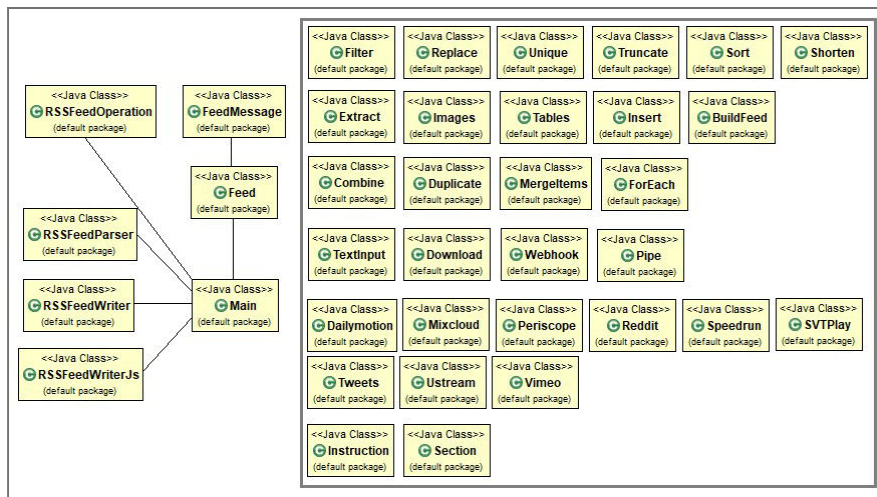 <<Java Class>>
RSSFeedOperation
(default package)
<<Java Class>>
FeedMessage
(default package)
<<Java Class>>
Feed
(default package)
<<Java Class>>
RSSFeedParser
(default package)
<<Java Class>>
RSSFeedWriter
(default package)
<<Java Class>>
Main
(default package)
<<Java Class>>
RSSFeedWriterJs
(default package)
<<Java Class>>
Filter
(default package)
<<Java Class>>
Replace
(default package)
<<Java Class>>
Unique
(default package)
<<Java Class>>
Truncate
(default package)
<<Java Class>>
Sort
(default package)
<<Java Class>>
Shorten
(default package)
<<Java Class>>
Extract
(default package)
<<Java Class>>
Images
(default package)
<<Java Class>>
Tables
(default package)
<<Java Class>>
Insert
(default package)
<<Java Class>>
BuildFeed
(default package)
<<Java Class>>
Combine
(default package)
<<Java Class>>
Duplicate
(default package)
<<Java Class>>
MergeItems
(default package)
<<Java Class>>
ForEach
(default package)
<<Java Class>>
TextInput
(default package)
<<Java Class>>
Download
(default package)
<<Java Class>>
Webhook
(default package)
<<Java Class>>
Pipe
(default package)
<<Java Class>>
Dailymotion
(default package)
<<Java Class>>
Mixcloud
(default package)
<<Java Class>>
Periscope
(default package)
<<Java Class>>
Reddit
(default package)
<<Java Class>>
Speedrun
(default package)
<<Java Class>>
SVTPlay
(default package)
<<Java Class>>
Tweets
(default package)
<<Java Class>>
Ustream
(default package)
<<Java Class>>
Vimeo
(default package)
<<Java Class>>
Instruction
(default package)
<<Java Class>>
Section
(default package)